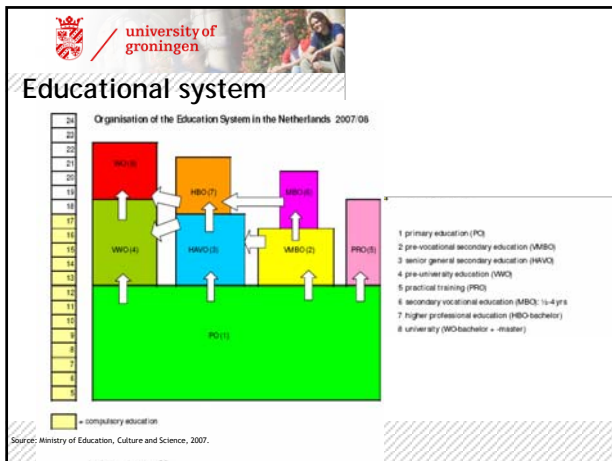 university of
groningen
Educational system
Organisation of the Education System in the Netherlands 2007/08
24
23
22
21
20
19
18
17
16
15
14
13
12
11
10
9
8
7
6
5
WO(8)
HBO(7)
MBO(6)
VWO(4)
HAVO(3)
VMBO(2)
PRO(5)
PO(1)
1 primary education (PO)
2 pre-vocational secondary education (VMBO)
3 senior general secondary education (HAVO)
4 pre-university education (VWO)
5 practical training (PRO)
6 secondary vocational education (MBO): ½-4 yrs
7 higher professional education (HBO-bachelor)
8 university (WO-bachelor + -master)
= compulsory education
Source: Ministry of Education, Culture and Science, 2007.